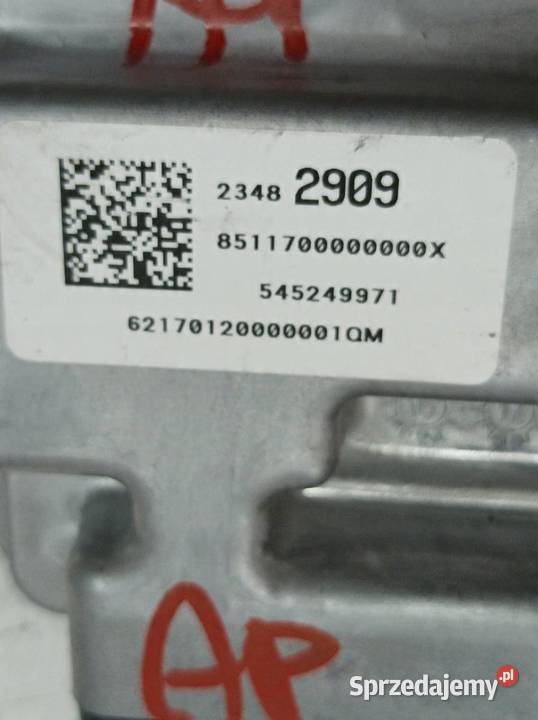 2348 2909
8511700000000X
545249971
62170120000001QM
AP
Sprzedajemy.pl